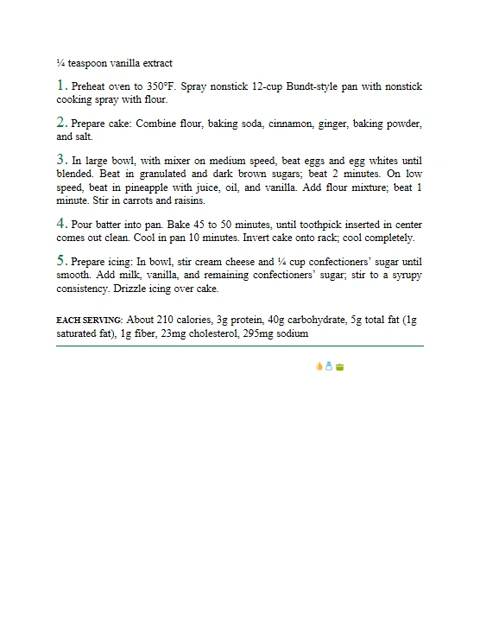 ¼ teaspoon vanilla extract
1. Preheat oven to 350°F. Spray nonstick 12-cup Bundt-style pan with nonstick
cooking spray with flour.
2. Prepare cake: Combine flour, baking soda, cinnamon, ginger, baking powder,
and salt.
3. In large bowl, with mixer on medium speed, beat eggs and egg whites until
blended. Beat in granulated and dark brown sugars; beat 2 minutes. On low
speed, beat in pineapple with juice, oil, and vanilla. Add flour mixture; beat 1
minute. Stir in carrots and raisins.
4. Pour batter into pan. Bake 45 to 50 minutes, until toothpick inserted in center
comes out clean. Cool in pan 10 minutes. Invert cake onto rack; cool completely.
5. Prepare icing: In bowl, stir cream cheese and ¼ cup confectioners’ sugar until
smooth. Add milk, vanilla, and remaining confectioners’ sugar; stir to a syrupy
consistency. Drizzle icing over cake.
EACH SERVING: About 210 calories, 3g protein, 40g carbohydrate, 5g total fat (1g
saturated fat), 1g fiber, 23mg cholesterol, 295mg sodium